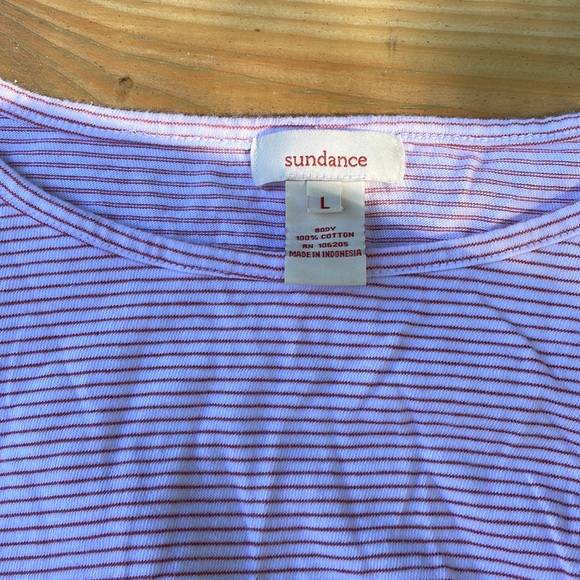 sundance
L
BODY
100% COTTON
RN 106205
MADE IN INDONESIA